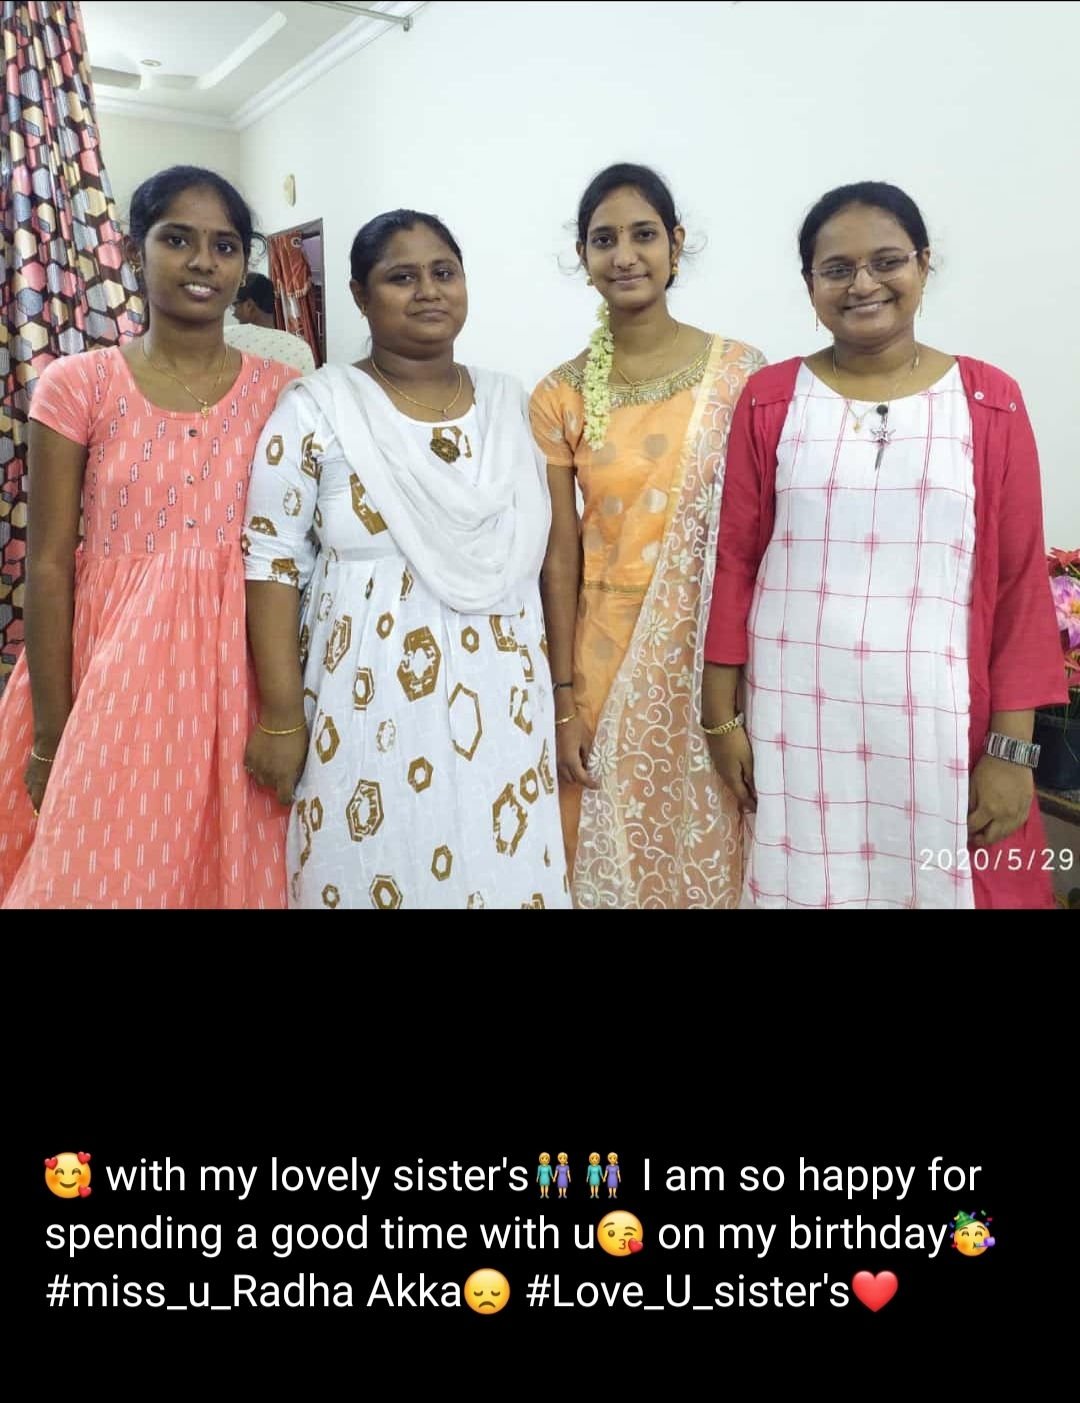 2020/5/29
🥰 with my lovely sister's👭👭 I am so happy for
spending a good time with u😘 on my birthday🥳
#miss_u_Radha Akka😞 #Love_U_sister's❤️